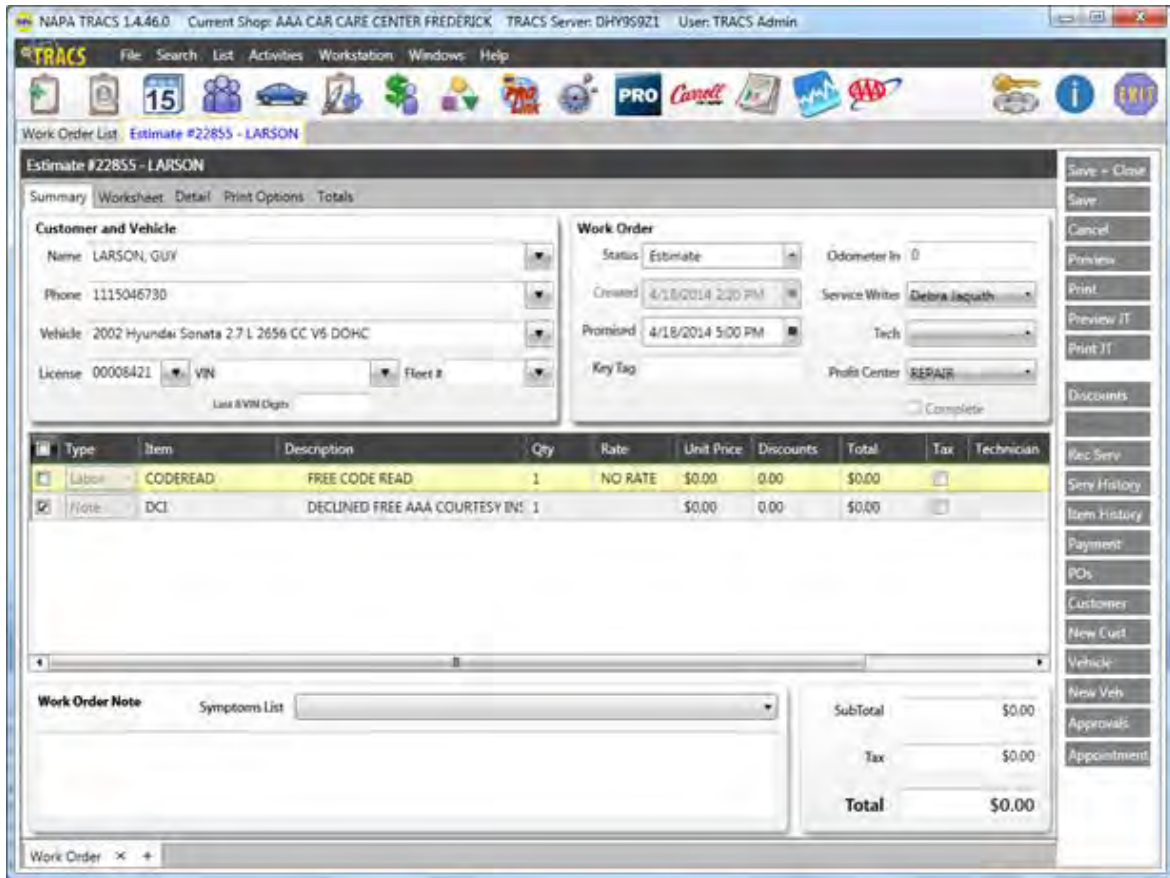 NAPA TRACS 1.4.46.0 Current Shop: AAA CAR CARE CENTER FREDERICK TRACS Server: DHY9S9Z1 User: TRACS Admin
TRACS File Search List Activities Workstation Windows Help
15 PRO Carroll AAA EXIT
Work Order List Estimate #22855 - LARSON
Estimate #22855 - LARSON
Summary Worksheet Detail Print Options Totals
Customer and Vehicle
Name LARSON, GUY
Phone 1115046730
Vehicle 2002 Hyundai Sonata 2.7 L 2656 CC V6 DOHC
License 00008421 VIN Fleet #
Last 8 VIN Digits
Work Order
Status Estimate Odometer In 0
Created 4/18/2014 2:20 PM Service Writer Debra Jaquath
Promised 4/18/2014 5:00 PM Tech
Key Tag Profit Center REPAIR
Complete
Type Item Description Qty Rate Unit Price Discounts Total Tax Technician
Labor CODEREAD FREE CODE READ 1 NO RATE $0.00 0.00 $0.00
Note DCI DECLINED FREE AAA COURTESY INS 1 $0.00 0.00 $0.00
Work Order Note Symptoms List
SubTotal $0.00
Tax $0.00
Total $0.00
Work Order × +
Save + Close
Save
Cancel
Preview
Print
Preview JT
Print JT
Discounts
Rec Serv
Serv History
Item History
Payment
POs
Customer
New Cust
Vehicle
New Veh
Approvals
Appointment